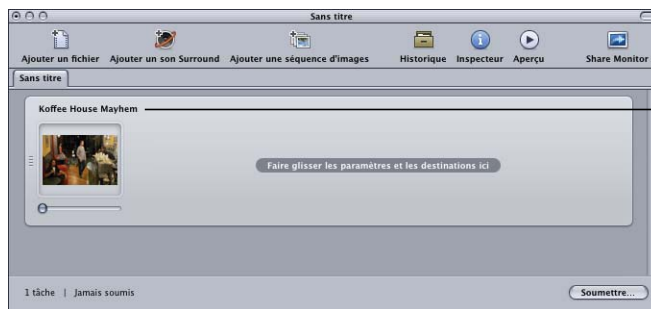 Sans titre
Ajouter un fichier Ajouter un son Surround Ajouter une séquence d'images Historique Inspecteur Aperçu Share Monitor
Sans titre
Koffee House Mayhem
Faire glisser les paramètres et les destinations ici
1 tâche | Jamais soumis Soumettre...